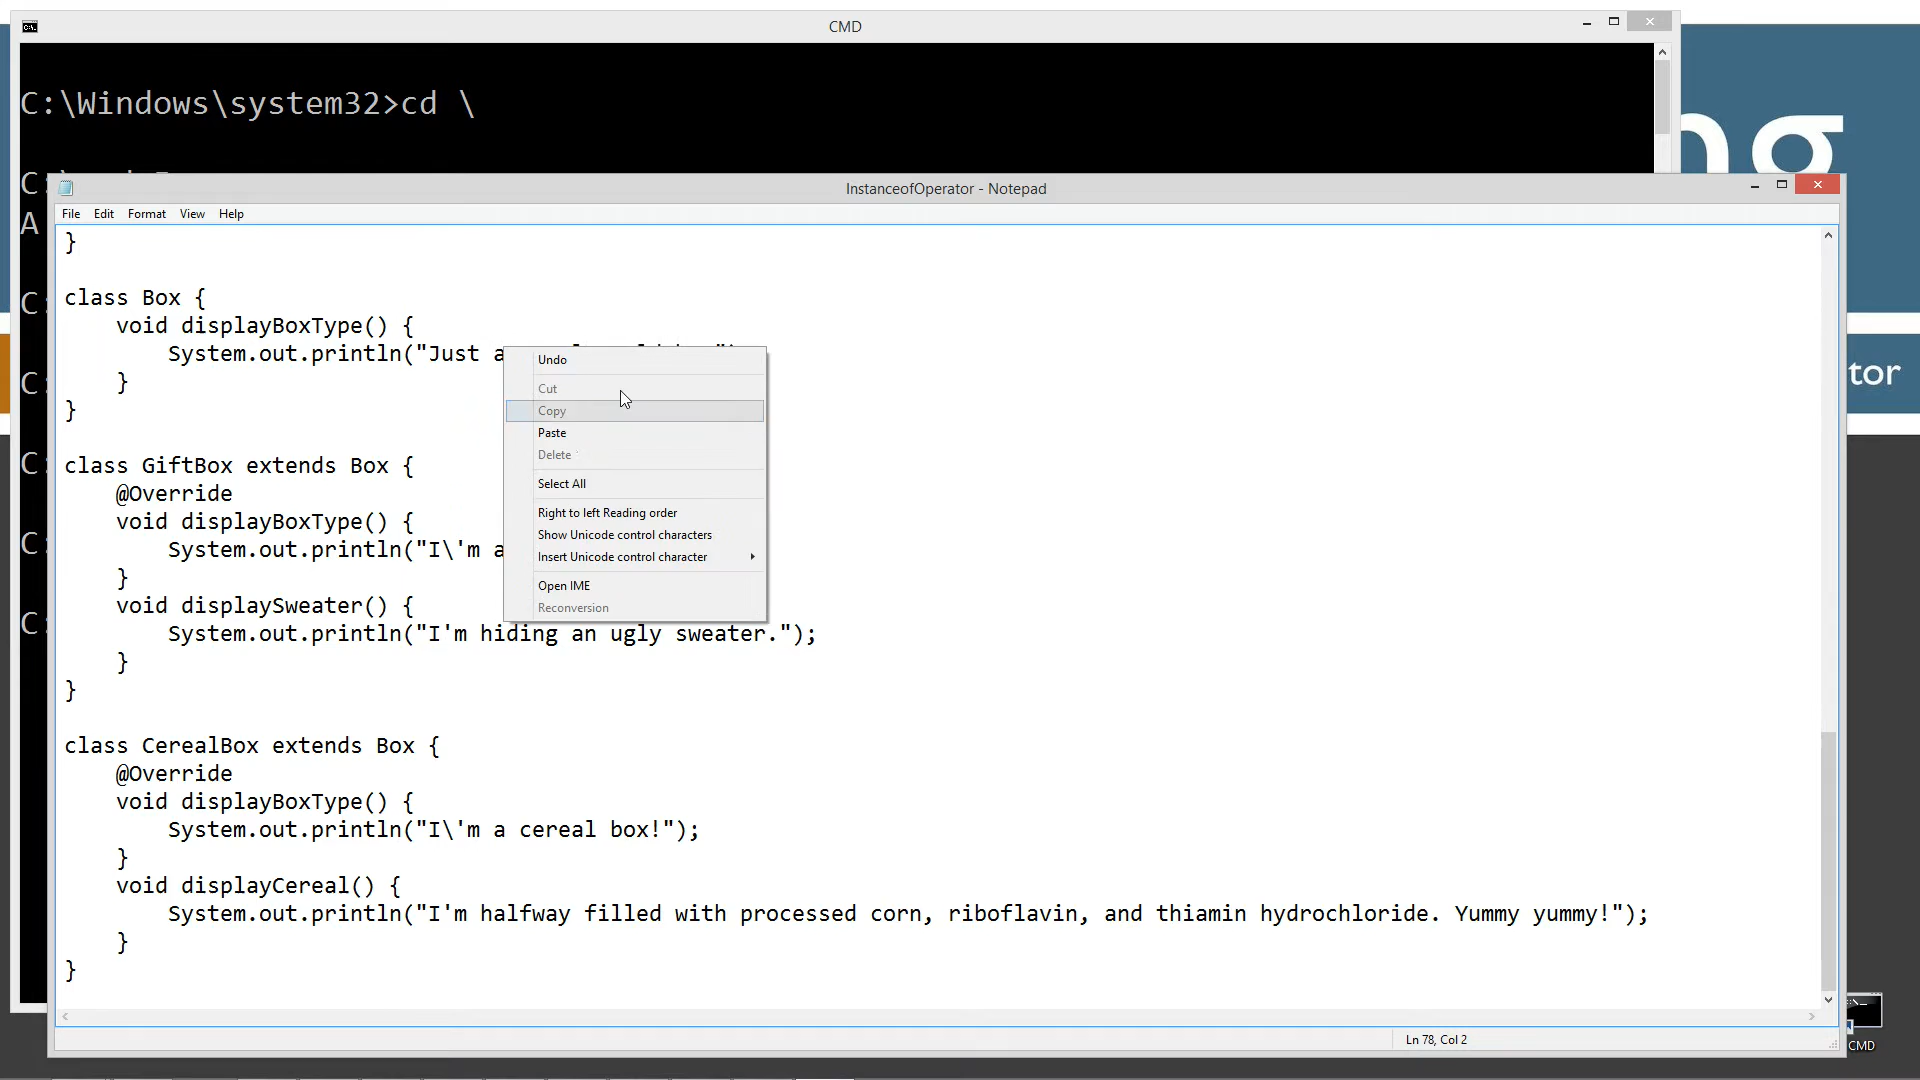 CMD
C:\Windows\system32>cd \
ng
C:\
InstanceofOperator - Notepad
A
File Edit Format View Help
}
class Box {
void displayBoxType() {
System.out.println("Just a
}
}
C:
C:
C:
C:
C:
tor
class GiftBox extends Box {
@Override
void displayBoxType() {
System.out.println("I\'m a
}
void displaySweater() {
System.out.println("I'm hiding an ugly sweater.");
}
}
class CerealBox extends Box {
@Override
void displayBoxType() {
System.out.println("I\'m a cereal box!");
}
void displayCereal() {
System.out.println("I'm halfway filled with processed corn, riboflavin, and thiamin hydrochloride. Yummy yummy!");
}
}
Undo
Cut
Copy
Paste
Delete
Select All
Right to left Reading order
Show Unicode control characters
Insert Unicode control character
Open IME
Reconversion
Ln 78, Col 2
CMD